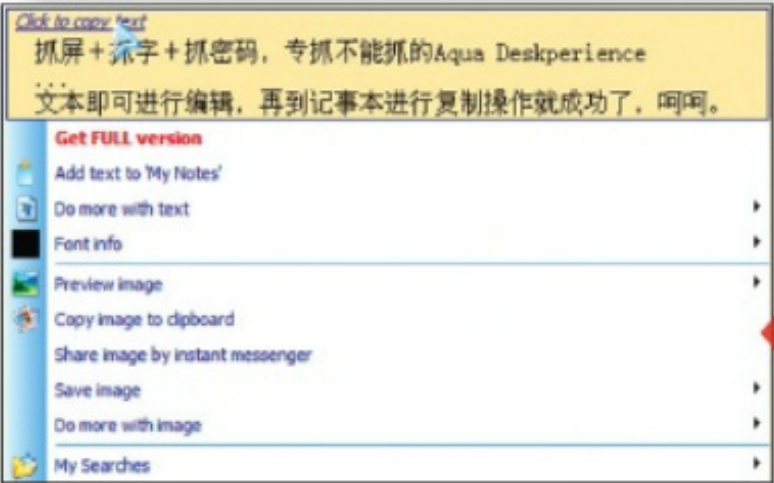 Click to copy text
抓屏＋抓字＋抓密码，专抓不能抓的Aqua Deskperience
...
文本即可进行编辑，再到记事本进行复制操作就成功了，呵呵。
Get FULL version
Add text to 'My Notes'
Do more with text
Font info
Preview image
Copy image to clipboard
Share image by instant messenger
Save image
Do more with image
My Searches